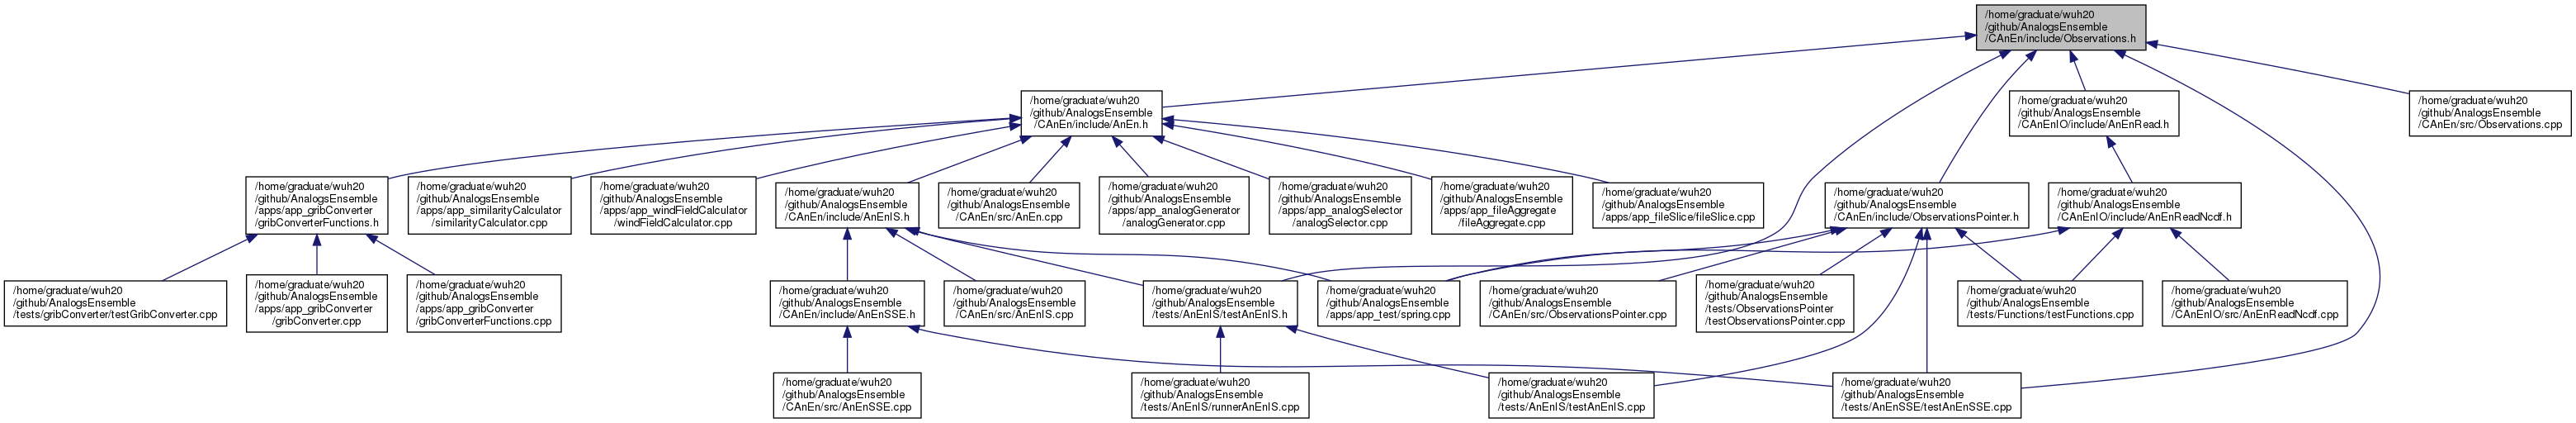 /home/graduate/wuh20
/github/AnalogsEnsemble
/CAnEn/include/Observations.h
/home/graduate/wuh20
/github/AnalogsEnsemble
/CAnEn/include/AnEn.h
/home/graduate/wuh20
/github/AnalogsEnsemble
/CAnEnIO/include/AnEnRead.h
/home/graduate/wuh20
/github/AnalogsEnsemble
/CAnEn/src/Observations.cpp
/home/graduate/wuh20
/github/AnalogsEnsemble
/apps/app_gribConverter
/gribConverterFunctions.h
/home/graduate/wuh20
/github/AnalogsEnsemble
/apps/app_similarityCalculator
/similarityCalculator.cpp
/home/graduate/wuh20
/github/AnalogsEnsemble
/apps/app_windFieldCalculator
/windFieldCalculator.cpp
/home/graduate/wuh20
/github/AnalogsEnsemble
/CAnEn/include/AnEnIS.h
/home/graduate/wuh20
/github/AnalogsEnsemble
/CAnEn/src/AnEn.cpp
/home/graduate/wuh20
/github/AnalogsEnsemble
/apps/app_analogGenerator
/analogGenerator.cpp
/home/graduate/wuh20
/github/AnalogsEnsemble
/apps/app_analogSelector
/analogSelector.cpp
/home/graduate/wuh20
/github/AnalogsEnsemble
/apps/app_fileAggregate
/fileAggregate.cpp
/home/graduate/wuh20
/github/AnalogsEnsemble
/apps/app_fileSlice/fileSlice.cpp
/home/graduate/wuh20
/github/AnalogsEnsemble
/CAnEn/include/ObservationsPointer.h
/home/graduate/wuh20
/github/AnalogsEnsemble
/CAnEnIO/include/AnEnReadNcdf.h
/home/graduate/wuh20
/github/AnalogsEnsemble
/tests/gribConverter/testGribConverter.cpp
/home/graduate/wuh20
/github/AnalogsEnsemble
/apps/app_gribConverter
/gribConverter.cpp
/home/graduate/wuh20
/github/AnalogsEnsemble
/apps/app_gribConverter
/gribConverterFunctions.cpp
/home/graduate/wuh20
/github/AnalogsEnsemble
/CAnEn/include/AnEnSSE.h
/home/graduate/wuh20
/github/AnalogsEnsemble
/CAnEn/src/AnEnIS.cpp
/home/graduate/wuh20
/github/AnalogsEnsemble
/tests/AnEnIS/testAnEnIS.h
/home/graduate/wuh20
/github/AnalogsEnsemble
/apps/app_test/spring.cpp
/home/graduate/wuh20
/github/AnalogsEnsemble
/CAnEn/src/ObservationsPointer.cpp
/home/graduate/wuh20
/github/AnalogsEnsemble
/tests/ObservationsPointer
/testObservationsPointer.cpp
/home/graduate/wuh20
/github/AnalogsEnsemble
/tests/Functions/testFunctions.cpp
/home/graduate/wuh20
/github/AnalogsEnsemble
/CAnEnIO/src/AnEnReadNcdf.cpp
/home/graduate/wuh20
/github/AnalogsEnsemble
/CAnEn/src/AnEnSSE.cpp
/home/graduate/wuh20
/github/AnalogsEnsemble
/tests/AnEnIS/runnerAnEnIS.cpp
/home/graduate/wuh20
/github/AnalogsEnsemble
/tests/AnEnIS/testAnEnIS.cpp
/home/graduate/wuh20
/github/AnalogsEnsemble
/tests/AnEnSSE/testAnEnSSE.cpp